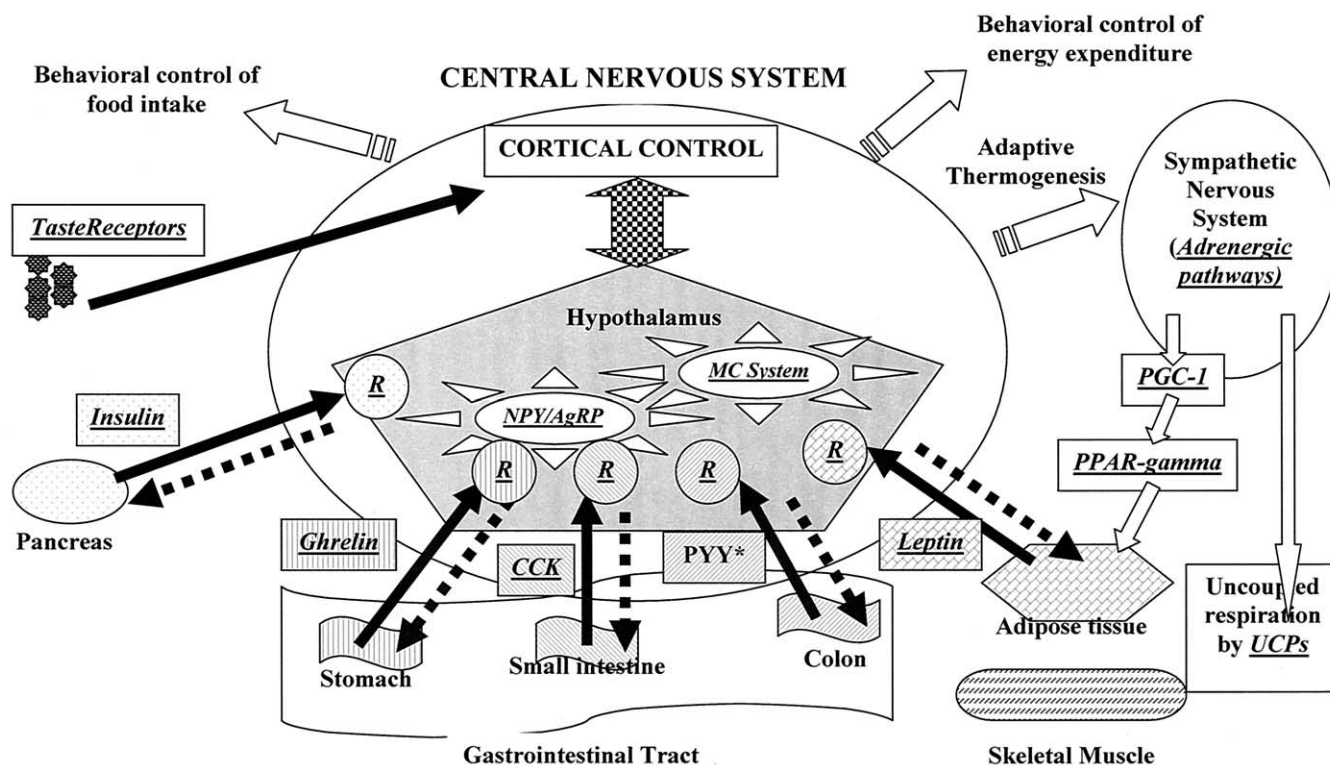 Behavioral control of
food intake
CENTRAL NERVOUS SYSTEM
Behavioral control of
energy expenditure
CORTICAL CONTROL
Adaptive
Thermogenesis
Sympathetic
Nervous
System
(Adrenergic
pathways)
TasteReceptors
Hypothalamus
MC System
NPY/AgRP
R
R
R
R
R
PGC-1
PPAR-gamma
Insulin
Pancreas
Ghrelin
CCK
PYY*
Leptin
Stomach
Small intestine
Colon
Adipose tissue
Uncoupled
respiration
by UCPs
Gastrointestinal Tract
Skeletal Muscle